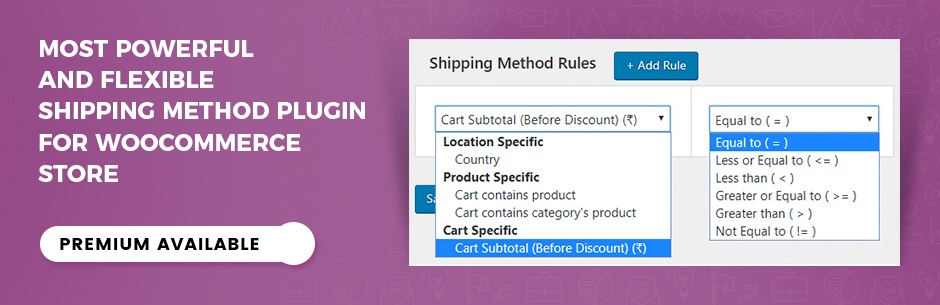 MOST POWERFUL
AND FLEXIBLE
SHIPPING METHOD PLUGIN
FOR WOOCOMMERCE
STORE
PREMIUM AVAILABLE
Shipping Method Rules
+ Add Rule
Cart Subtotal (Before Discount) (₹)
Location Specific
Country
Product Specific
Cart contains product
Cart contains category's product
Cart Specific
Cart Subtotal (Before Discount) (₹)
Equal to ( = )
Equal to ( = )
Less or Equal to ( <= )
Less than ( < )
Greater or Equal to ( >= )
Greater than ( > )
Not Equal to ( != )